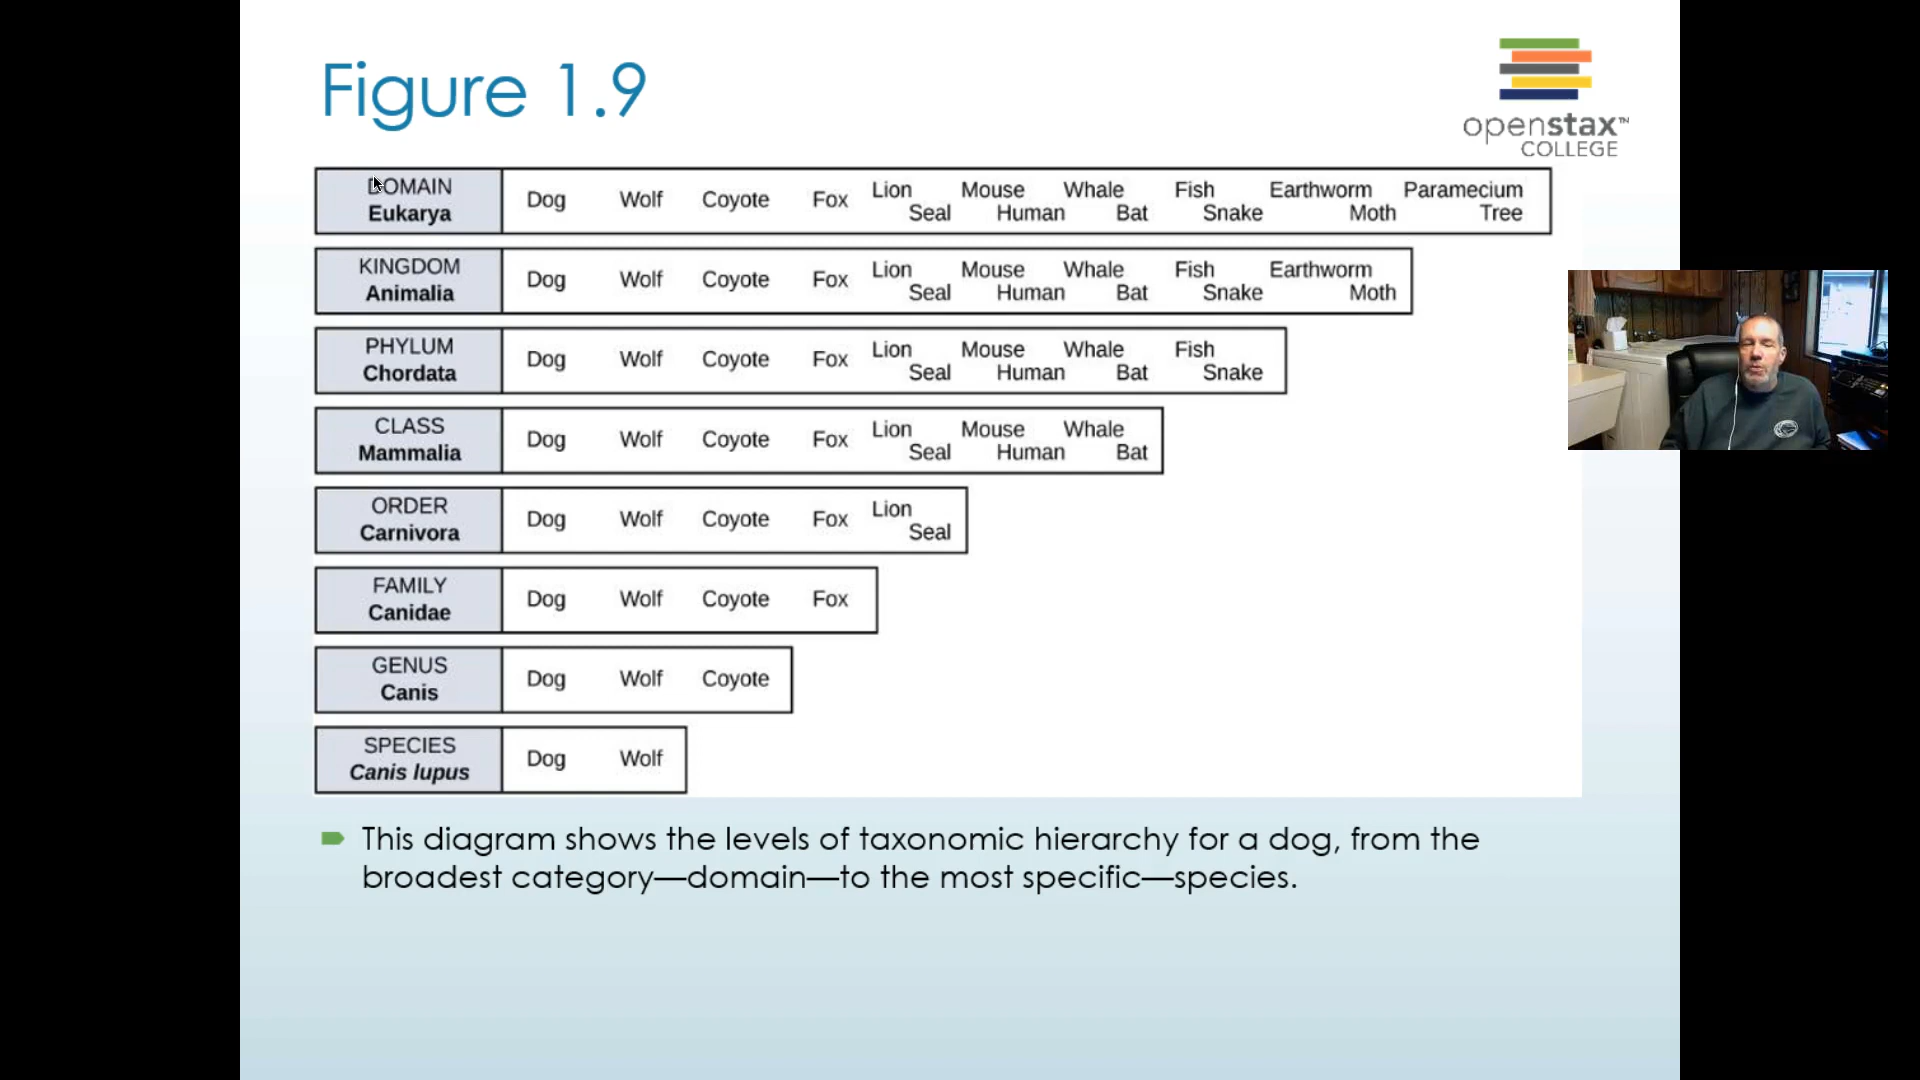 Figure 1.9
openstax™
COLLEGE
DOMAIN
Eukarya
Dog Wolf Coyote Fox Lion Seal Mouse Human Whale Bat Fish Snake Earthworm Moth Paramecium Tree
KINGDOM
Animalia
Dog Wolf Coyote Fox Lion Seal Mouse Human Whale Bat Fish Snake Earthworm Moth
PHYLUM
Chordata
Dog Wolf Coyote Fox Lion Seal Mouse Human Whale Bat Fish Snake
CLASS
Mammalia
Dog Wolf Coyote Fox Lion Seal Mouse Human Whale Bat
ORDER
Carnivora
Dog Wolf Coyote Fox Lion Seal
FAMILY
Canidae
Dog Wolf Coyote Fox
GENUS
Canis
Dog Wolf Coyote
SPECIES
Canis lupus
Dog Wolf
This diagram shows the levels of taxonomic hierarchy for a dog, from the
broadest category—domain—to the most specific—species.